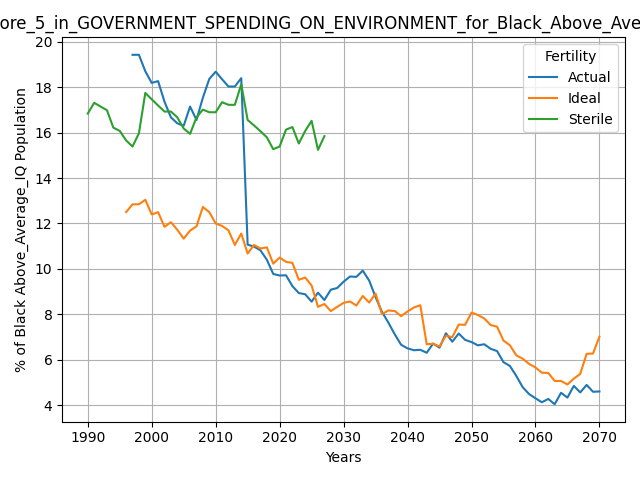 ore_5_in_GOVERNMENT_SPENDING_ON_ENVIRONMENT_for_Black_Above_Ave
20
18
16
14
12
10
8
6
4
% of Black Above_Average_IQ Population
Fertility
Actual
Ideal
Sterile
1990 2000 2010 2020 2030 2040 2050 2060 2070
Years